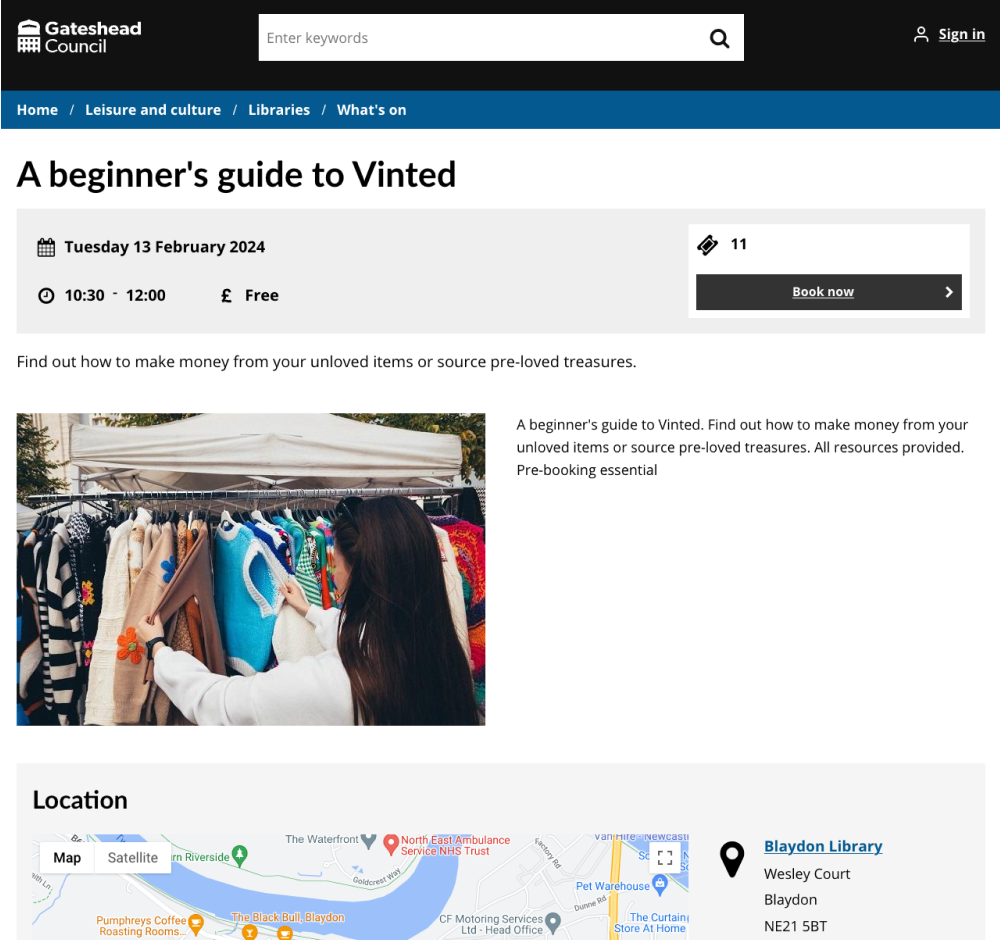 Gateshead
Council
Enter keywords
Sign in
Home / Leisure and culture / Libraries / What's on
A beginner's guide to Vinted
Tuesday 13 February 2024
10:30 - 12:00 £ Free
11
Book now
Find out how to make money from your unloved items or source pre-loved treasures.
A beginner's guide to Vinted. Find out how to make money from your
unloved items or source pre-loved treasures. All resources provided.
Pre-booking essential
Location
Map Satellite
The Waterfront
North East Ambulance
Service NHS Trust
Riverside
Goldcrest Way
Factory Rd
Pet Warehouse
Dunne Rd
Pumphreys Coffee
Roasting Rooms...
The Black Bull, Blaydon
CF Motoring Services
Ltd - Head Office
The Curtain
Store At Home
Blaydon Library
Wesley Court
Blaydon
NE21 5BT